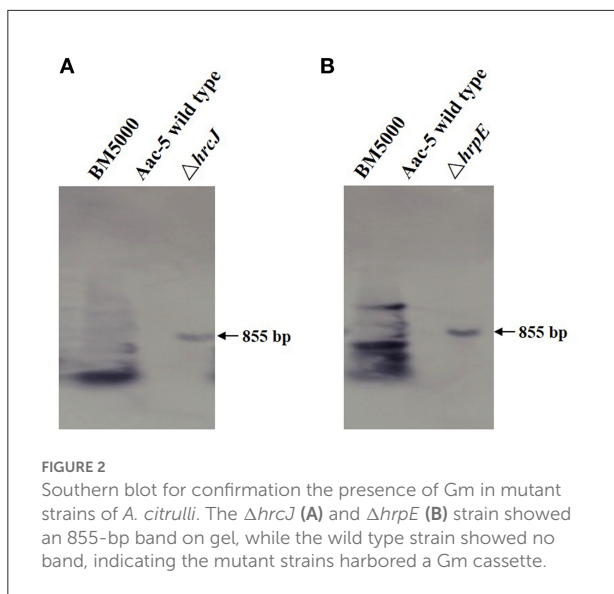 A
B
BM5000
Aac-5 wild type
△hrcJ
BM5000
Aac-5 wild type
△hrpE
855 bp
855 bp
FIGURE 2
Southern blot for confirmation the presence of Gm in mutant
strains of A. citrulli. The ΔhrcJ (A) and ΔhrpE (B) strain showed
an 855-bp band on gel, while the wild type strain showed no
band, indicating the mutant strains harbored a Gm cassette.